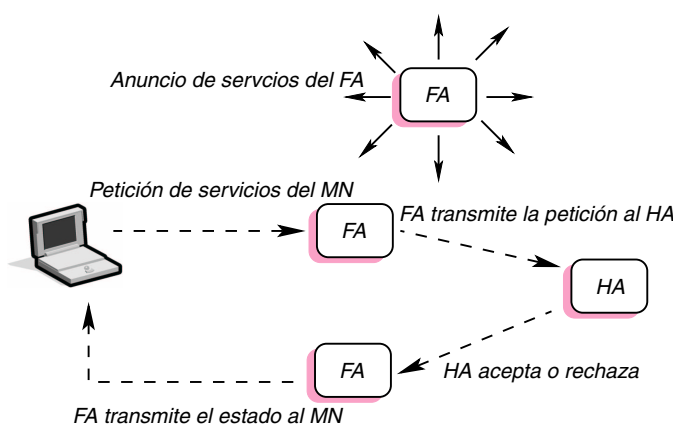 Anuncio de servcios del FA
FA
Petición de servicios del MN
FA
FA transmite la petición al HA
HA
FA
HA acepta o rechaza
FA transmite el estado al MN